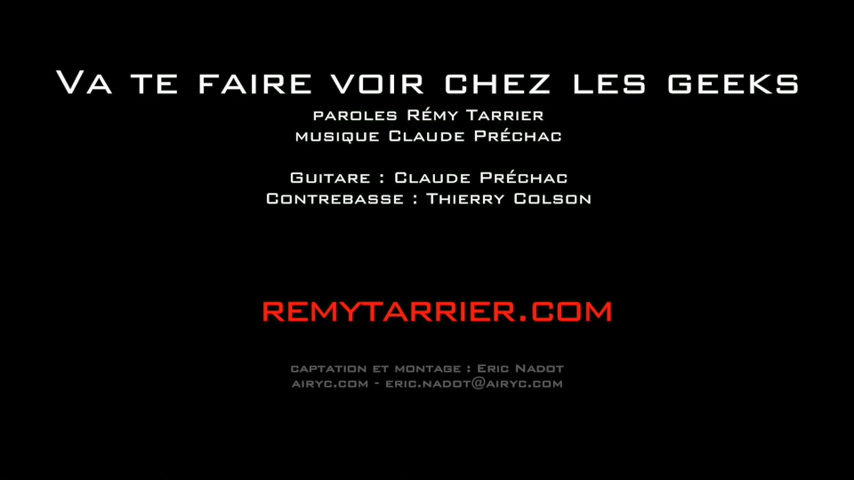 Va te faire voir chez les geeks
paroles Rémy Tarrier
musique Claude Préchac
Guitare : Claude Préchac
Contrebasse : Thierry Colson
remytarrier.com
captation et montage : Eric Nadot
airyc.com - eric.nadot@airyc.com